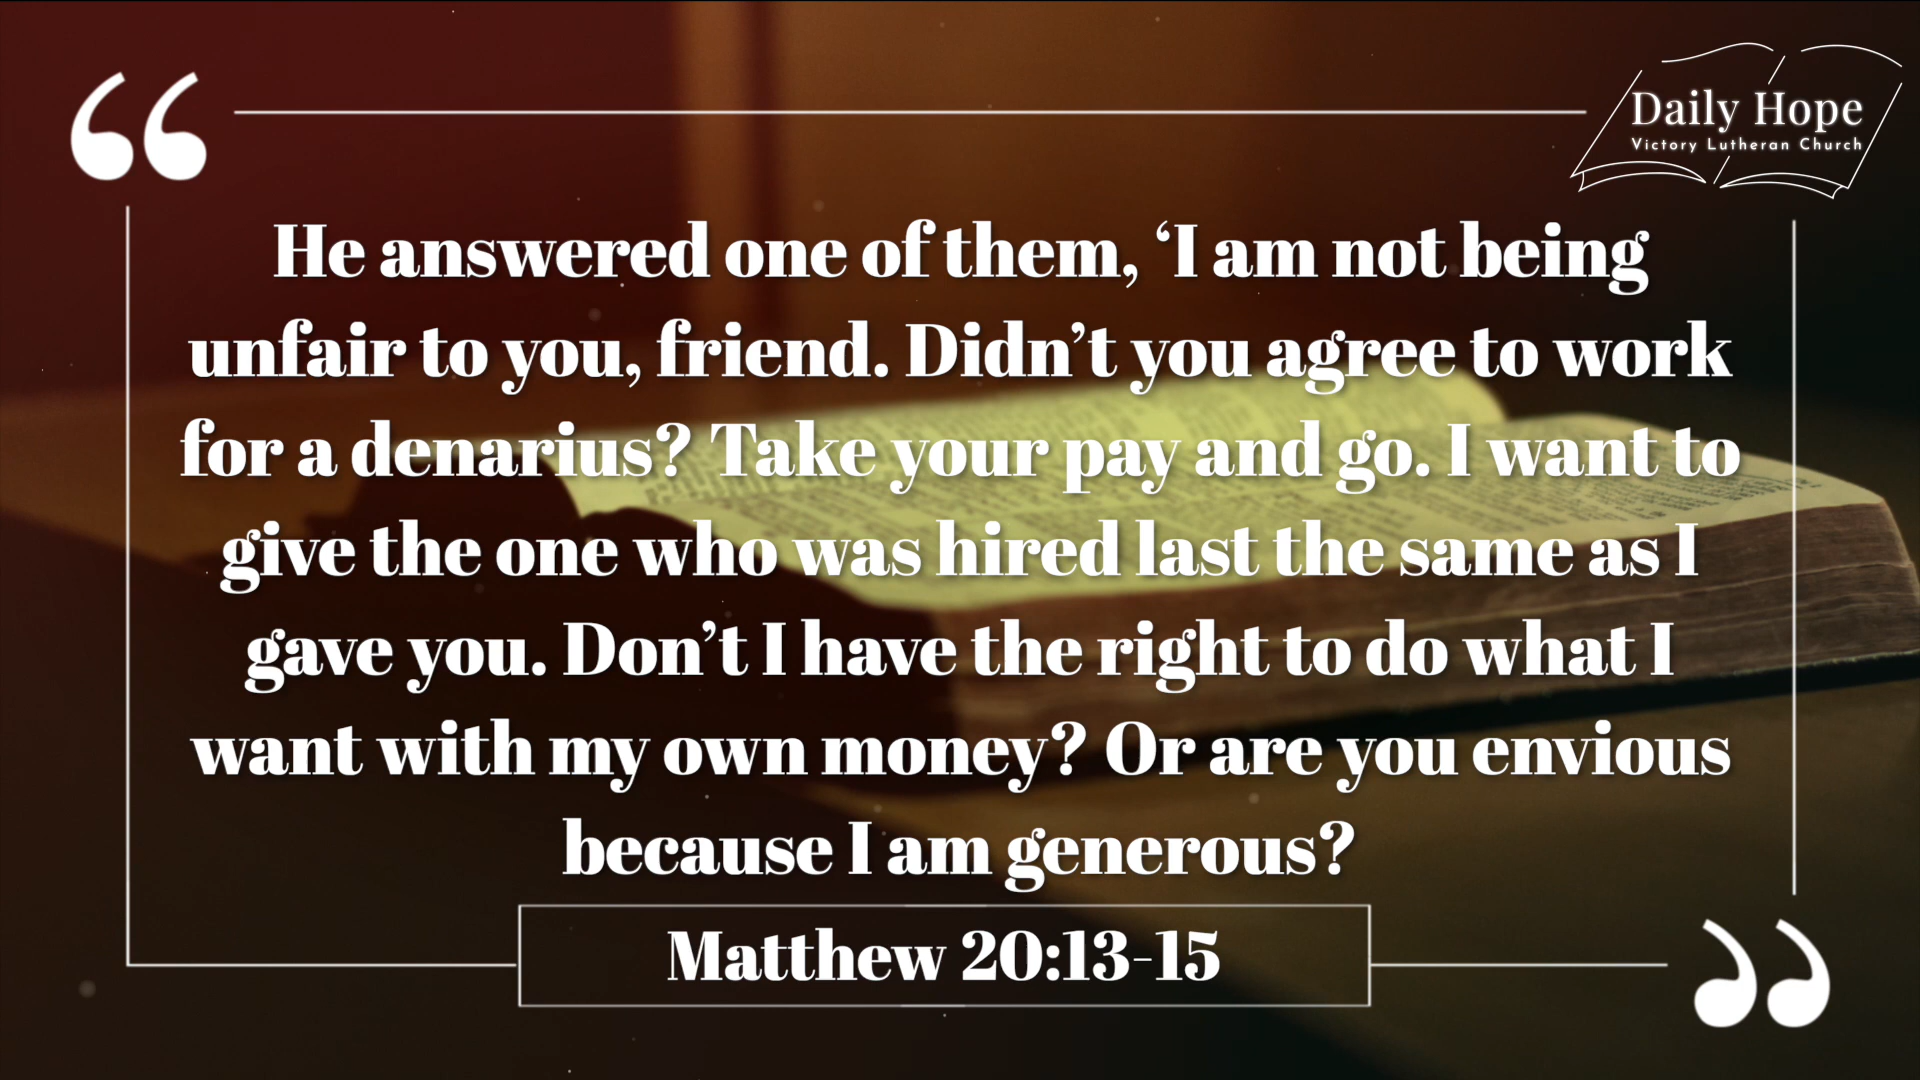 Daily Hope
Victory Lutheran Church
He answered one of them, ‘I am not being
unfair to you, friend. Didn’t you agree to work
for a denarius? Take your pay and go. I want to
give the one who was hired last the same as I
gave you. Don’t I have the right to do what I
want with my own money? Or are you envious
because I am generous?
Matthew 20:13-15